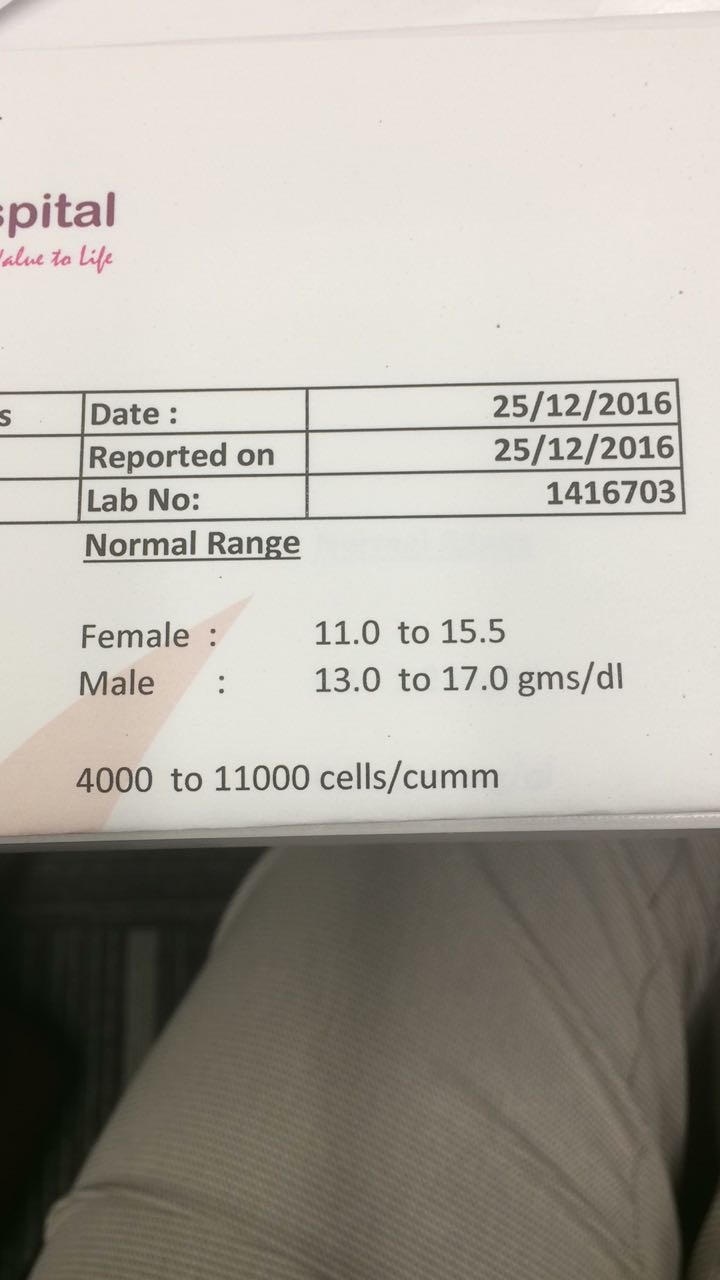 spital
Value to Life
s Date : 25/12/2016
Reported on 25/12/2016
Lab No: 1416703
Normal Range
Female : 11.0 to 15.5
Male : 13.0 to 17.0 gms/dl
4000 to 11000 cells/cumm